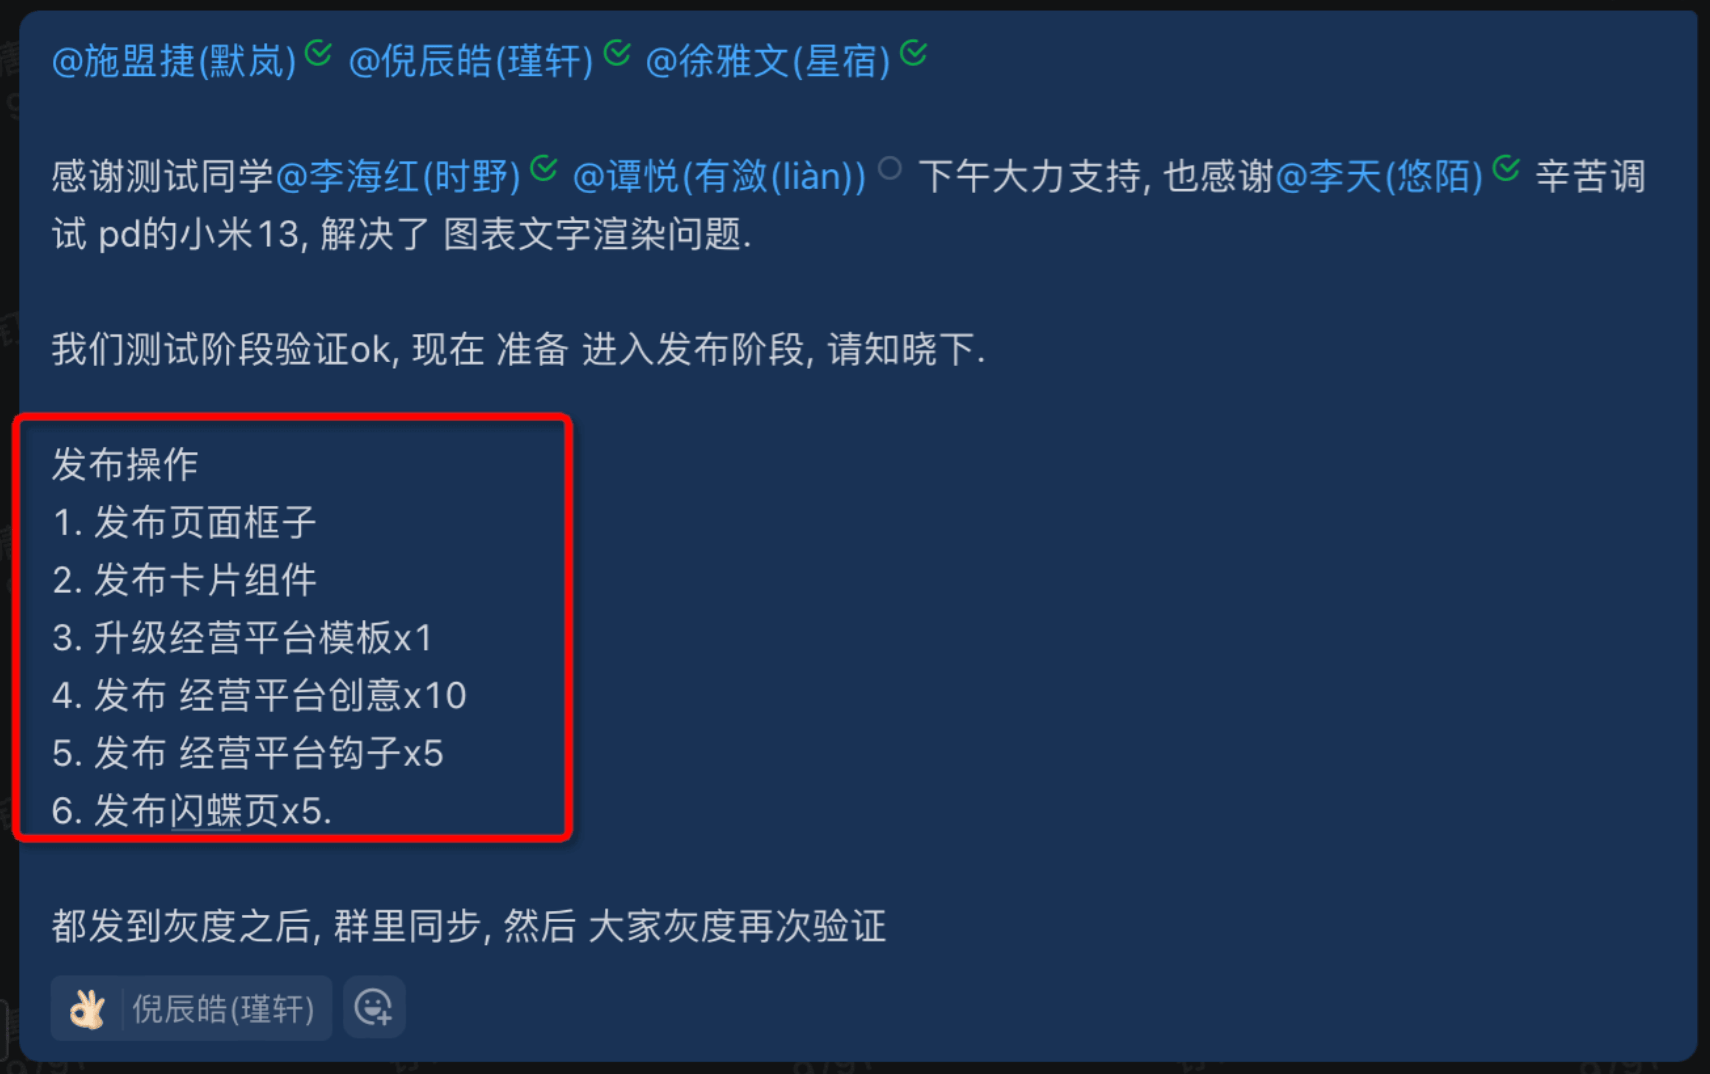 @施盟捷(默岚) @倪辰皓(瑾轩) @徐雅文(星宿)
感谢测试同学@李海红(时野) @谭悦(有潋(liàn)) 下午大力支持, 也感谢@李天(悠陌) 辛苦调
试 pd的小米13, 解决了 图表文字渲染问题.
我们测试阶段验证ok, 现在 准备 进入发布阶段, 请知晓下.
发布操作
1. 发布页面框子
2. 发布卡片组件
3. 升级经营平台模板x1
4. 发布 经营平台创意x10
5. 发布 经营平台钩子x5
6. 发布闪蝶页x5.
都发到灰度之后, 群里同步, 然后 大家灰度再次验证
倪辰皓(瑾轩)